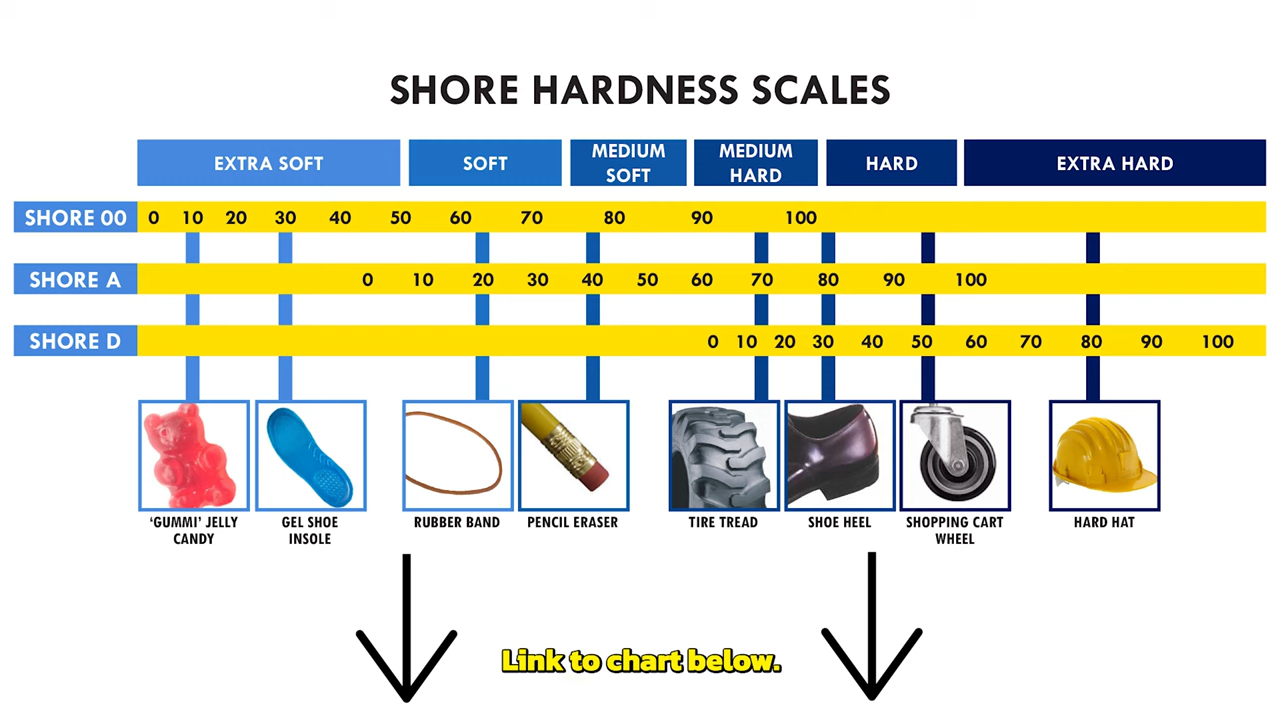 SHORE HARDNESS SCALES
EXTRA SOFT
SOFT
MEDIUM
SOFT
MEDIUM
HARD
HARD
EXTRA HARD
SHORE 00 0 10 20 30 40 50 60 70 80 90 100
SHORE A 0 10 20 30 40 50 60 70 80 90 100
SHORE D 0 10 20 30 40 50 60 70 80 90 100
‘GUMMI’ JELLY
CANDY
GEL SHOE
INSOLE
RUBBER BAND
PENCIL ERASER
TIRE TREAD
SHOE HEEL
SHOPPING CART
WHEEL
HARD HAT
Link to chart below.